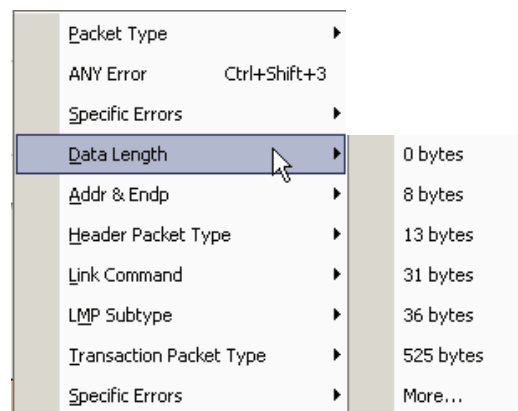 Packet Type
ANY Error Ctrl+Shift+3
Specific Errors
Data Length
Addr & Endp
Header Packet Type
Link Command
LMP Subtype
Transaction Packet Type
Specific Errors
0 bytes
8 bytes
13 bytes
31 bytes
36 bytes
525 bytes
More...